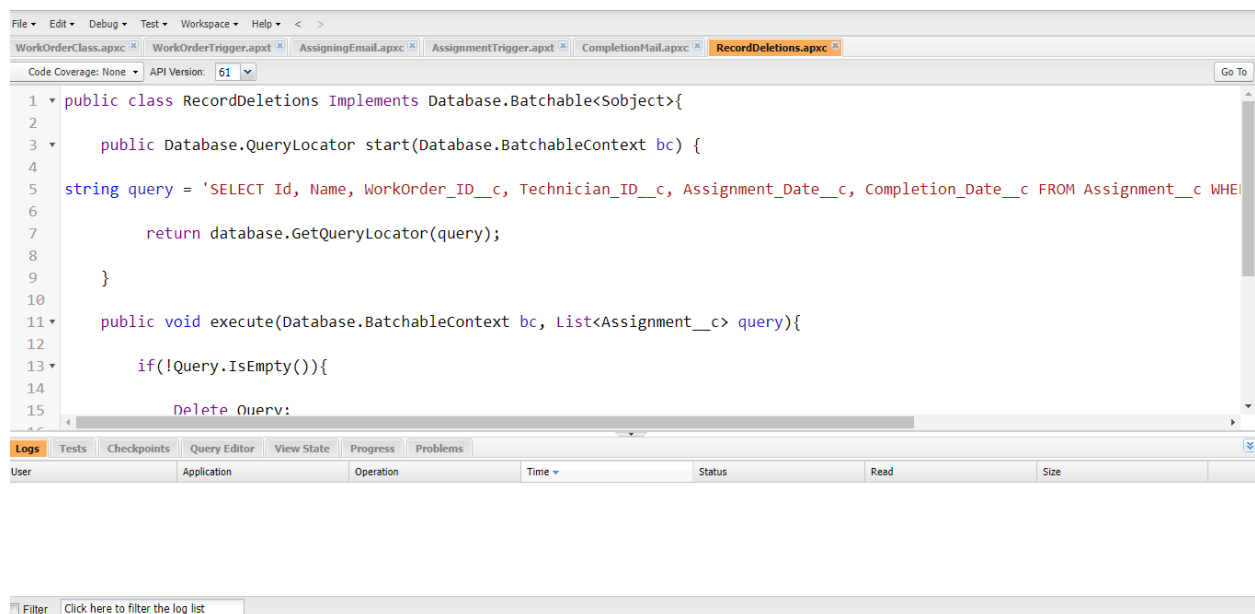 File Edit Debug Test Workspace Help < >
WorkOrderClass.apxc WorkOrderTrigger.apxt AssigningEmail.apxc AssignmentTrigger.apxt CompletionMail.apxc RecordDeletions.apxc
Code Coverage: None API Version: 61 Go To
1 public class RecordDeletions Implements Database.Batchable<Sobject>{
2
3 public Database.QueryLocator start(Database.BatchableContext bc) {
4
5 string query = 'SELECT Id, Name, WorkOrder_ID__c, Technician_ID__c, Assignment_Date__c, Completion_Date__c FROM Assignment__c WHE
6
7 return database.GetQueryLocator(query);
8
9 }
10
11 public void execute(Database.BatchableContext bc, List<Assignment__c> query){
12
13 if(!Query.IsEmpty()){
14
15 Delete Query;
Logs Tests Checkpoints Query Editor View State Progress Problems
User Application Operation Time Status Read Size
Filter Click here to filter the log list